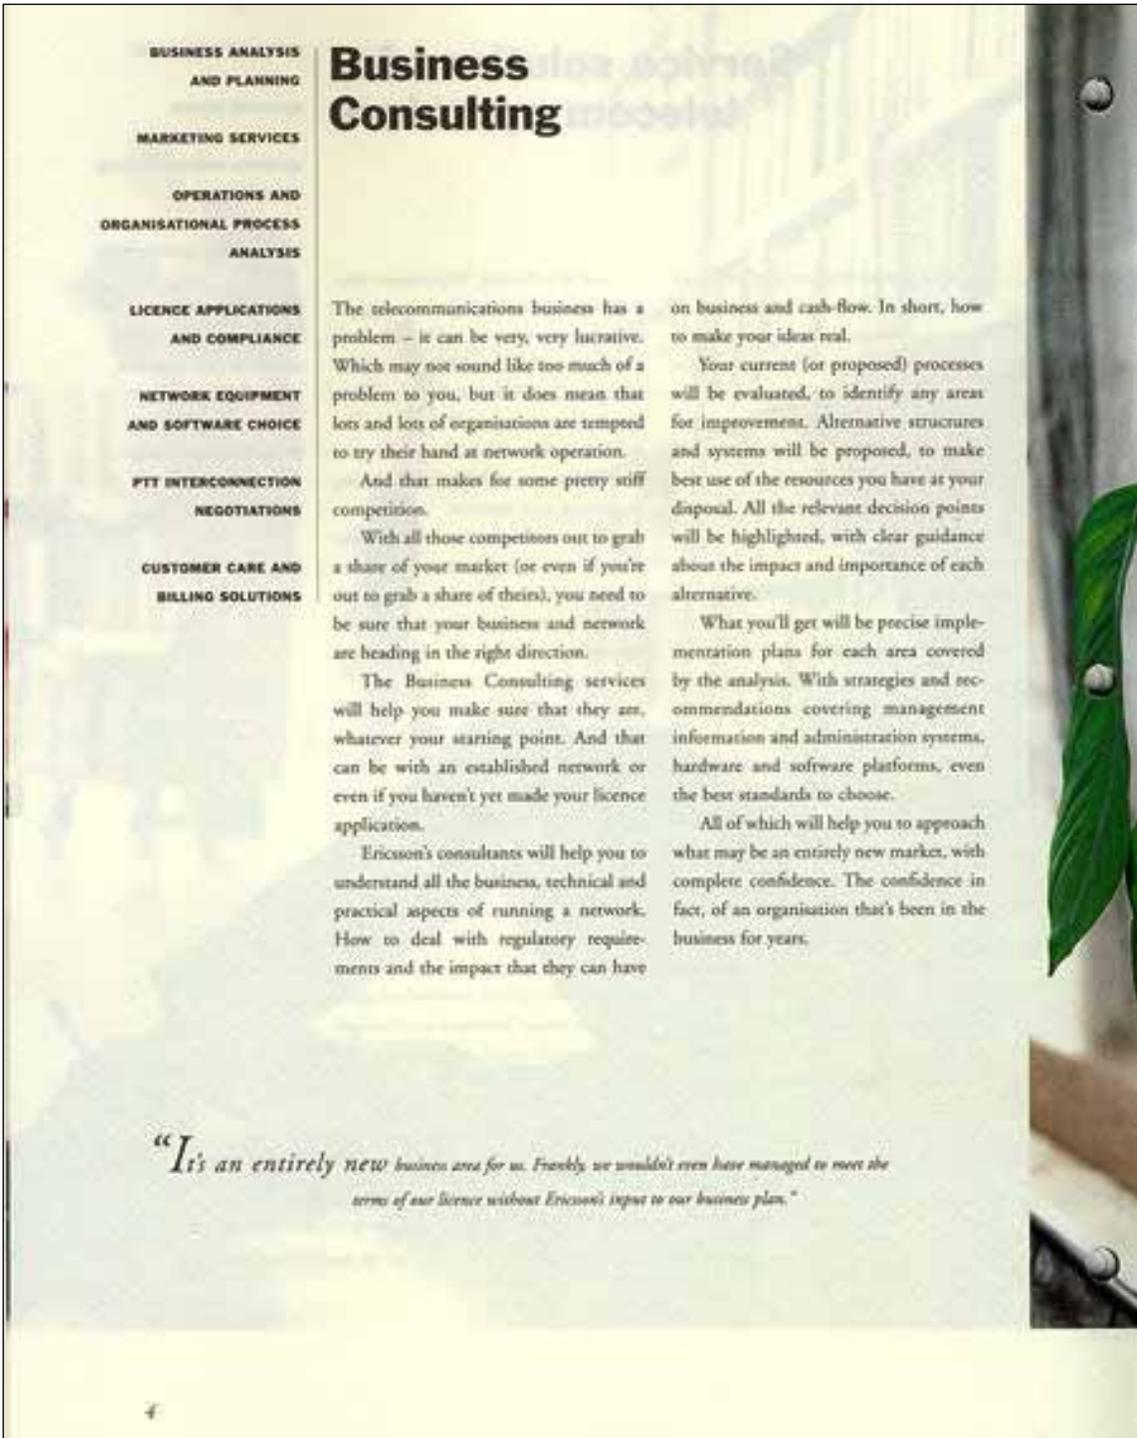 BUSINESS ANALYSIS
AND PLANNING
MARKETING SERVICES
OPERATIONS AND
ORGANISATIONAL PROCESS
ANALYSIS
LICENCE APPLICATIONS
AND COMPLIANCE
NETWORK EQUIPMENT
AND SOFTWARE CHOICE
PTT INTERCONNECTION
NEGOTIATIONS
CUSTOMER CARE AND
BILLING SOLUTIONS
Business
Consulting
The telecommunications business has a
problem – it can be very, very lucrative.
Which may not sound like too much of a
problem to you, but it does mean that
lots and lots of organisations are tempted
to try their hand at network operation.
And that makes for some pretty stiff
competition.
With all those competitors out to grab
a share of your market (or even if you're
out to grab a share of theirs), you need to
be sure that your business and network
are heading in the right direction.
The Business Consulting services
will help you make sure that they are,
whatever your starting point. And that
can be with an established network or
even if you haven't yet made your licence
application.
Ericsson's consultants will help you to
understand all the business, technical and
practical aspects of running a network.
How to deal with regulatory require-
ments and the impact that they can have
on business and cash-flow. In short, how
to make your ideas real.
Your current (or proposed) processes
will be evaluated, to identify any areas
for improvement. Alternative structures
and systems will be proposed, to make
best use of the resources you have at your
disposal. All the relevant decision points
will be highlighted, with clear guidance
about the impact and importance of each
alternative.
What you'll get will be precise imple-
mentation plans for each area covered
by the analysis. With strategies and rec-
ommendations covering management
information and administration systems,
hardware and software platforms, even
the best standards to choose.
All of which will help you to approach
what may be an entirely new market, with
complete confidence. The confidence in
fact, of an organisation that's been in the
business for years.
"It's an entirely new business area for us. Frankly, we wouldn't even have managed to meet the
terms of our licence without Ericsson's input to our business plan."
4